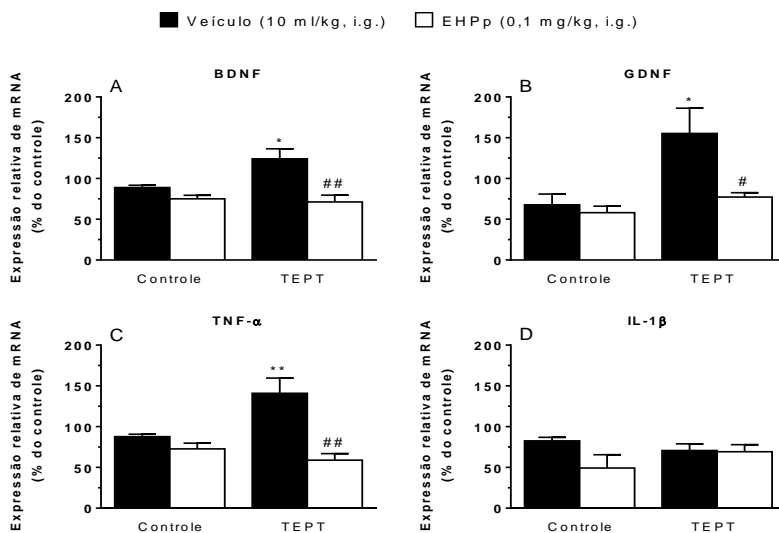 Veículo (10 ml/kg, i.g.) EHPp (0,1 mg/kg, i.g.)
A
BDNF
Expressão relativa de mRNA
(% do controle)
200
150
100
50
0
*
##
Controle TEPT
B
GDNF
Expressão relativa de mRNA
(% do controle)
200
150
100
50
0
*
#
Controle TEPT
C
TNF-α
Expressão relativa de mRNA
(% do controle)
200
150
100
50
0
**
##
Controle TEPT
D
IL-1β
Expressão relativa de mRNA
(% do controle)
200
150
100
50
0
Controle TEPT